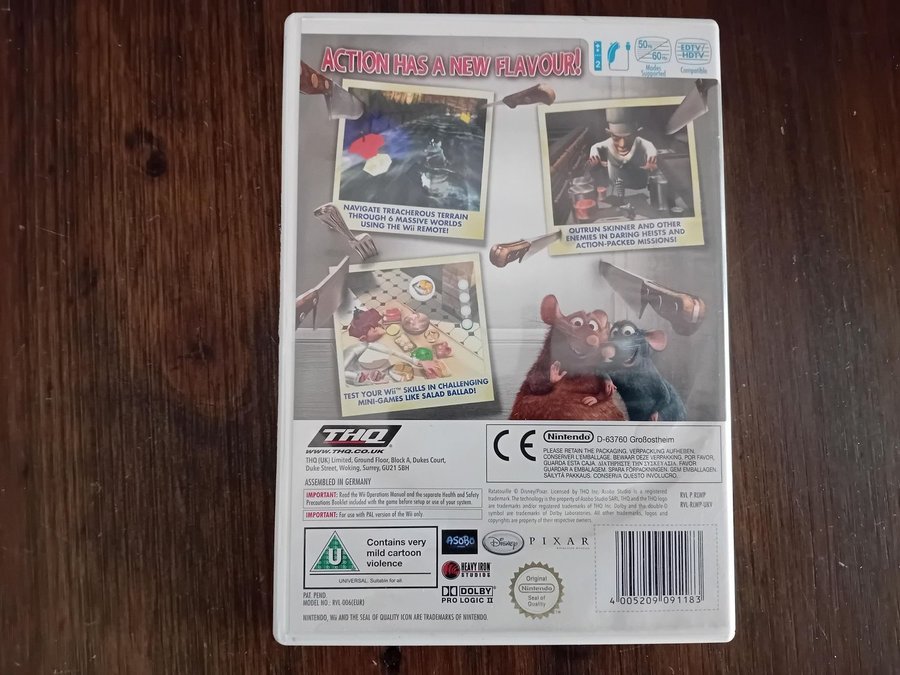 ACTION HAS A NEW FLAVOUR!
2
50Hz
60Hz
Modes
Supported
EDTV/
HDTV
Compatible
NAVIGATE TREACHEROUS TERRAIN
THROUGH 6 MASSIVE WORLDS
USING THE Wii REMOTE!
OUTRUN SKINNER AND OTHER
ENEMIES IN DARING HEISTS AND
ACTION-PACKED MISSIONS!
TEST YOUR Wii™ SKILLS IN CHALLENGING
MINI-GAMES LIKE SALAD BALLAD!
THQ
WWW.THQ.CO.UK
THQ (UK) Limited, Ground Floor, Block A, Dukes Court,
Duke Street, Woking, Surrey, GU21 5BH
ASSEMBLED IN GERMANY
IMPORTANT: Read the Wii Operations Manual and the separate Health and Safety
Precautions Booklet included with the game before setup or use of your system.
IMPORTANT: For use with PAL version of the Wii only.
U
Contains very
mild cartoon
violence
UNIVERSAL Suitable for all
PAT. PEND.
MODEL NO.: RVL-006(EUR)
NINTENDO, Wii AND THE SEAL OF QUALITY ICON ARE TRADEMARKS OF NINTENDO.
CE
Nintendo D-63760 Großostheim
PLEASE RETAIN THE PACKAGING. VERPACKUNG AUFHEBEN.
CONSERVER L'EMBALLAGE. BEWAAR DEZE VERPAKKING. POR FAVOR,
GUARDA ESTA CAJA. ΔΙΑΤΗΡΗΣΤΕ ΤΗΝ ΣΥΣΚΕΥΑΣΙΑ. FAVOR
GUARDAR A EMBALAGEM. SPARA FÖRPACKNINGEN. GEM EMBALLAGEN.
SÄILYTÄ PAKKAUS. CONSERVA QUESTO INVOLUCRO.
Ratatouille © Disney/Pixar. Licensed by THQ Inc. Asobo Studio is a registered
trademark. The technology is the property of Asobo Studio SARL. THQ and the THQ logo
are trademarks and/or registered trademarks of THQ Inc. Dolby and the double-D
symbol are trademarks of Dolby Laboratories. All other trademarks, logos and
copyrights are property of their respective owners.
RVL P RLWP
RVL-RLWP-UKV
ASOBO
STUDIO
Disney
PIXAR
HEAVY IRON
STUDIOS
DOLBY
PRO LOGIC II
Original
Nintendo
Seal of
Quality
4 005209 091183